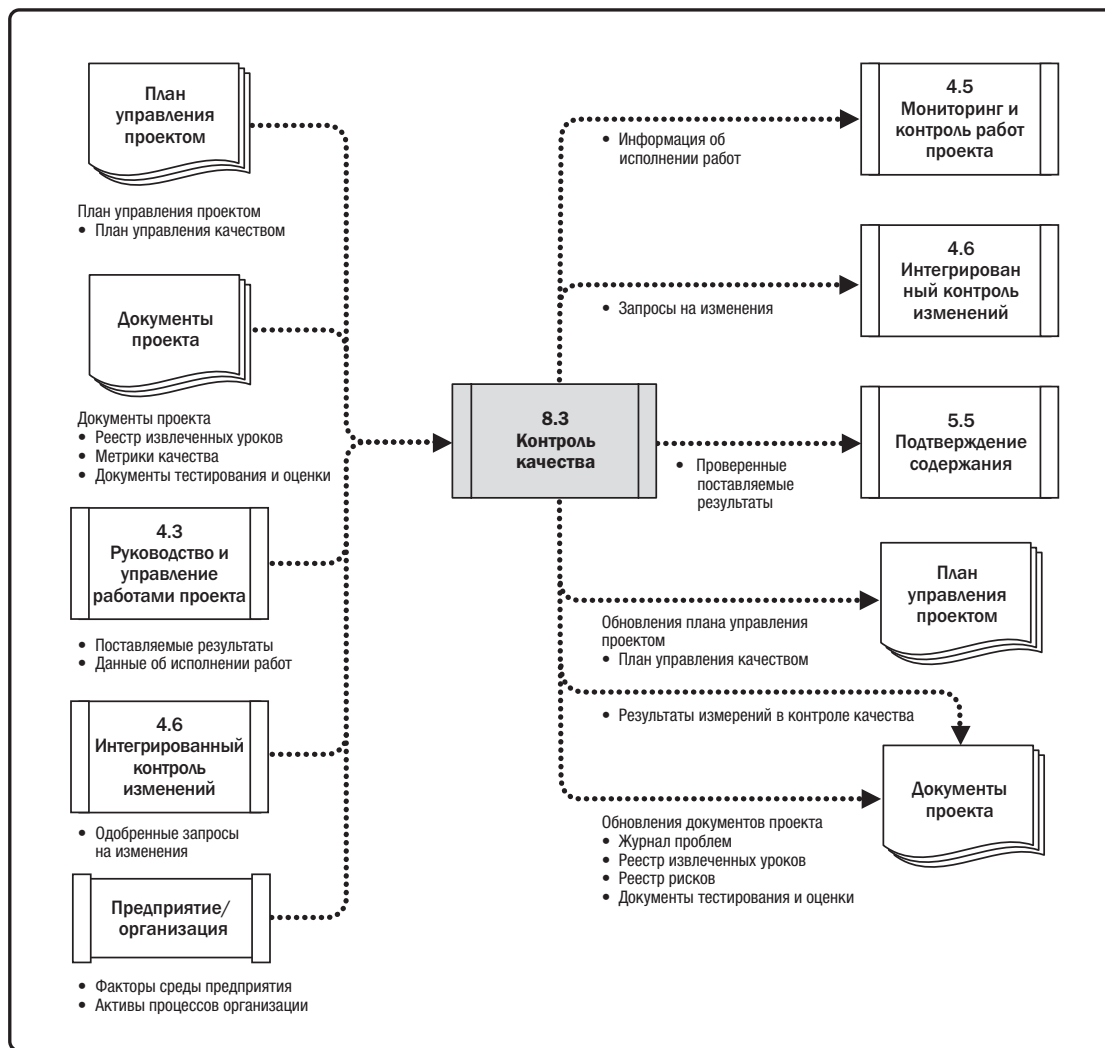 План
управления
проектом
План управления проектом
• План управления качеством
Документы
проекта
Документы проекта
• Реестр извлеченных уроков
• Метрики качества
• Документы тестирования и оценки
4.3
Руководство и
управление
работами проекта
• Поставляемые результаты
• Данные об исполнении работ
4.6
Интегрированный
контроль
изменений
• Одобренные запросы
на изменения
Предприятие/
организация
• Факторы среды предприятия
• Активы процессов организации
8.3
Контроль
качества
• Информация об
исполнении работ
4.5
Мониторинг и
контроль работ
проекта
• Запросы на изменения
4.6
Интегрирован
ный контроль
изменений
• Проверенные
поставляемые
результаты
5.5
Подтверждение
содержания
Обновления плана управления
проектом
• План управления качеством
План
управления
проектом
• Результаты измерений в контроле качества
Обновления документов проекта
• Журнал проблем
• Реестр извлеченных уроков
• Реестр рисков
• Документы тестирования и оценки
Документы
проекта